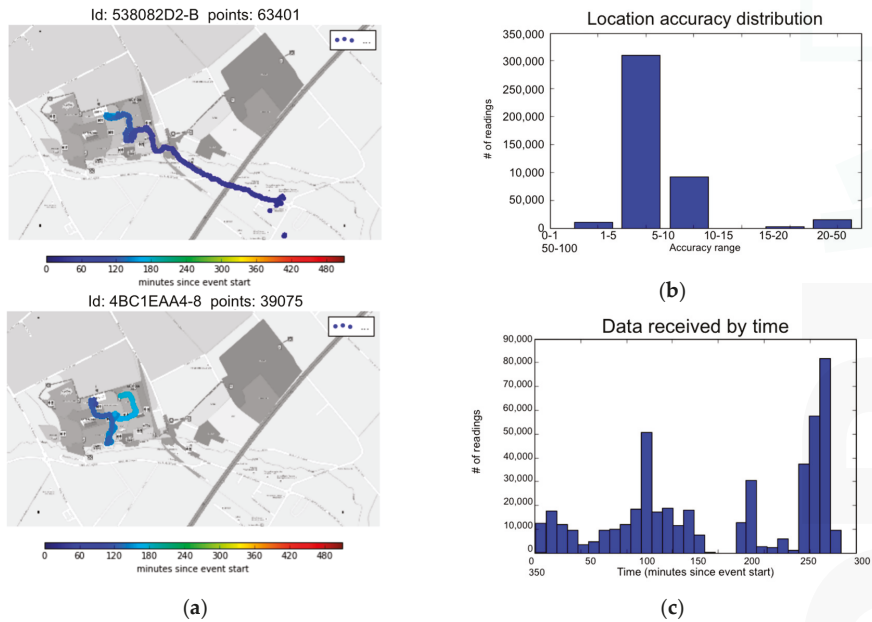 Id: 538082D2-B points: 63401
...
0 60 120 180 240 300 360 420 480
minutes since event start
Id: 4BC1EAA4-8 points: 39075
...
0 60 120 180 240 300 360 420 480
minutes since event start
(a)
Location accuracy distribution
350,000
300,000
250,000
200,000
150,000
100,000
50,000
0
# of readings
0-1 1-5 5-10 10-15 15-20 20-50
50-100
Accuracy range
(b)
Data received by time
90,000
80,000
70,000
60,000
50,000
40,000
30,000
20,000
10,000
0
# of readings
0 50 100 150 200 250 300
350
Time (minutes since event start)
(c)